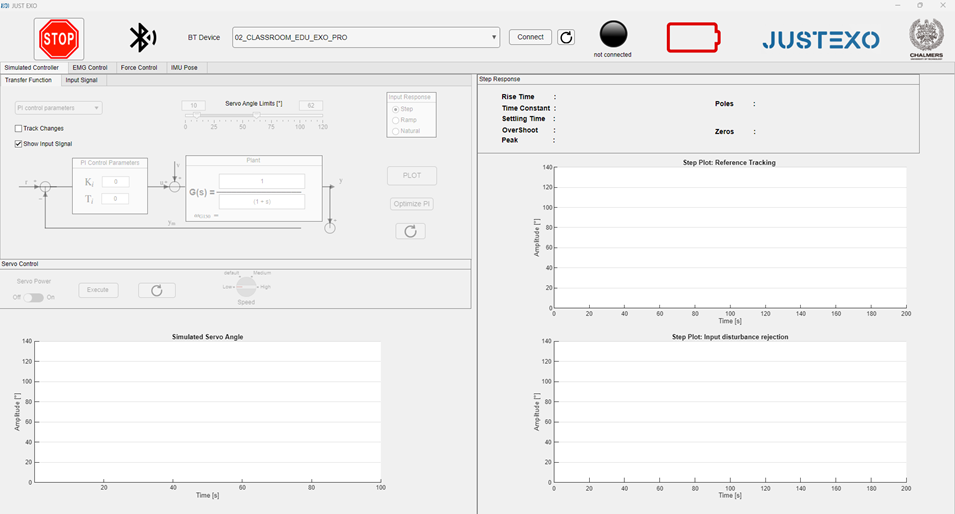 JUST EXO
STOP
BT Device
02_CLASSROOM_EDU_EXO_PRO
Connect
not connected
JUSTEXO
CHALMERS
Simulated Controller
EMG Control
Force Control
IMU Pose
Transfer Function
Input Signal
PI control parameters
Track Changes
Show Input Signal
10
Servo Angle Limits [°]
62
0 25 50 75 100 120
Input Response
Step
Ramp
Natural
PI Control Parameters
Ki 0
Ti 0
r + −
u +
v +
Plant
G(s) =
1
(1 + s)
y
+
PLOT
Optimize PI
Servo Control
Servo Power
Off On
Execute
default Medium
Low High
Speed
Simulated Servo Angle
140
120
100
80
60
40
20
0
Amplitude [°]
20 40 60 80 100
Time [s]
Step Response
Rise Time :
Time Constant :
Settling Time :
OverShoot :
Peak :
Poles :
Zeros :
Step Plot: Reference Tracking
140
120
100
80
60
40
20
0
Amplitude [°]
0 20 40 60 80 100 120 140 160 180 200
Time [s]
Step Plot: Input disturbance rejection
140
120
100
80
60
40
20
0
Amplitude [°]
0 20 40 60 80 100 120 140 160 180 200
Time [s]